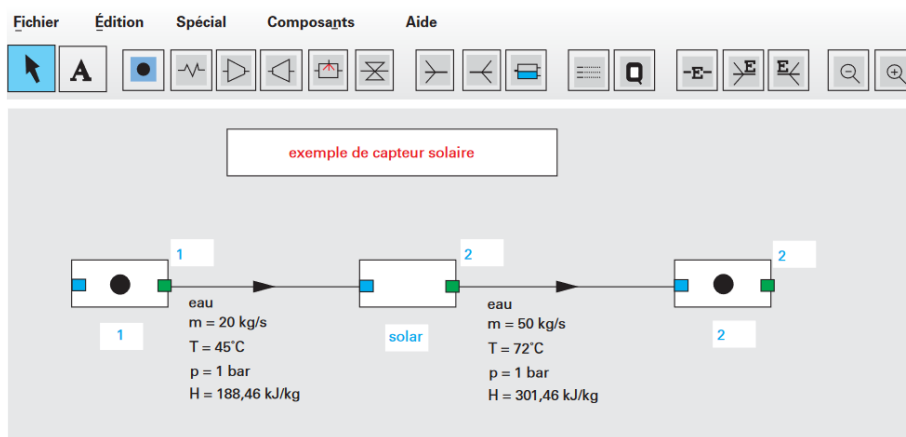 Fichier Édition Spécial Composants Aide
A Q -E- E E
exemple de capteur solaire
1 2 2
eau
m = 20 kg/s
T = 45˚C
p = 1 bar
H = 188,46 kJ/kg
eau
m = 50 kg/s
T = 72˚C
p = 1 bar
H = 301,46 kJ/kg
1 solar 2